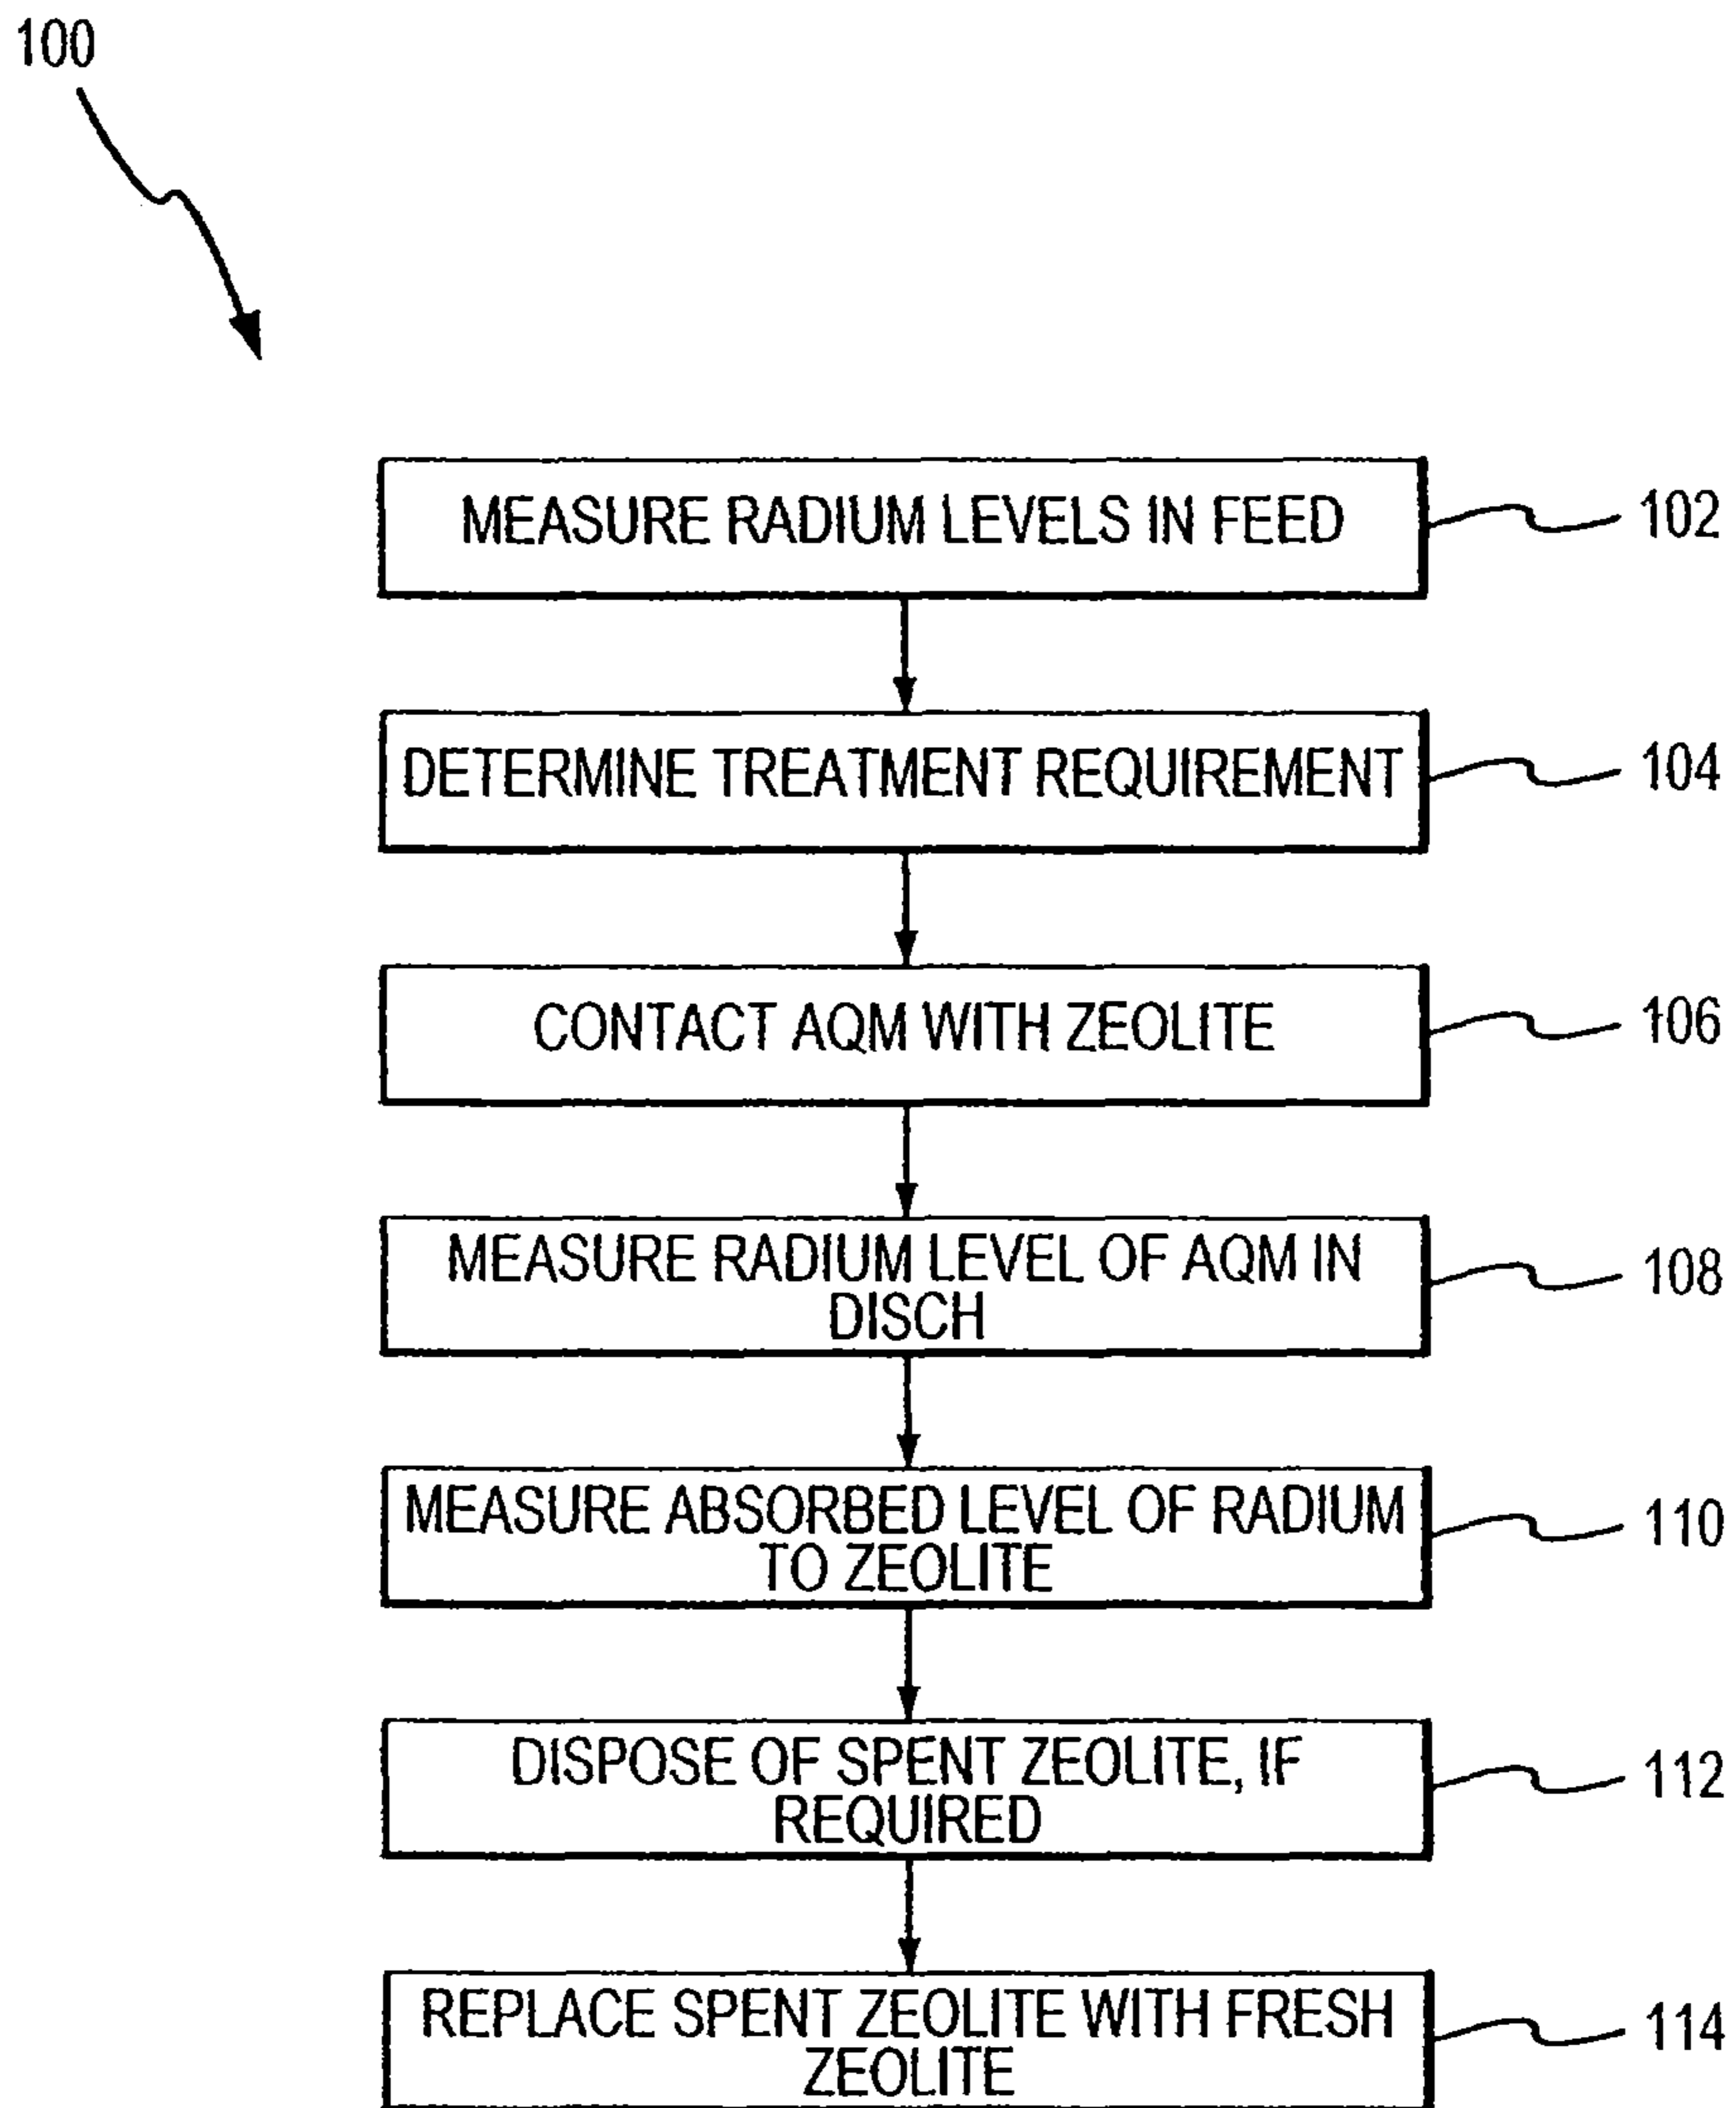 100
MEASURE RADIUM LEVELS IN FEED
102
DETERMINE TREATMENT REQUIREMENT
104
CONTACT AQM WITH ZEOLITE
106
MEASURE RADIUM LEVEL OF AQM IN
DISCH
108
MEASURE ABSORBED LEVEL OF RADIUM
TO ZEOLITE
110
DISPOSE OF SPENT ZEOLITE, IF
REQUIRED
112
REPLACE SPENT ZEOLITE WITH FRESH
ZEOLITE
114